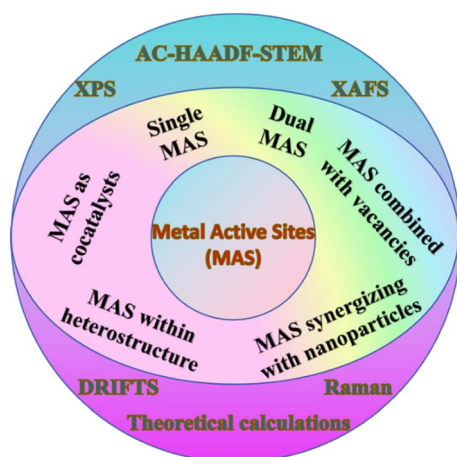 AC-HAADF-STEM
XPS
XAFS
Single
MAS
Dual
MAS
MAS combined
with vacancies
MAS as
cocatalysts
Metal Active Sites
(MAS)
MAS within
heterostructure
MAS synergizing
with nanoparticles
DRIFTS
Raman
Theoretical calculations